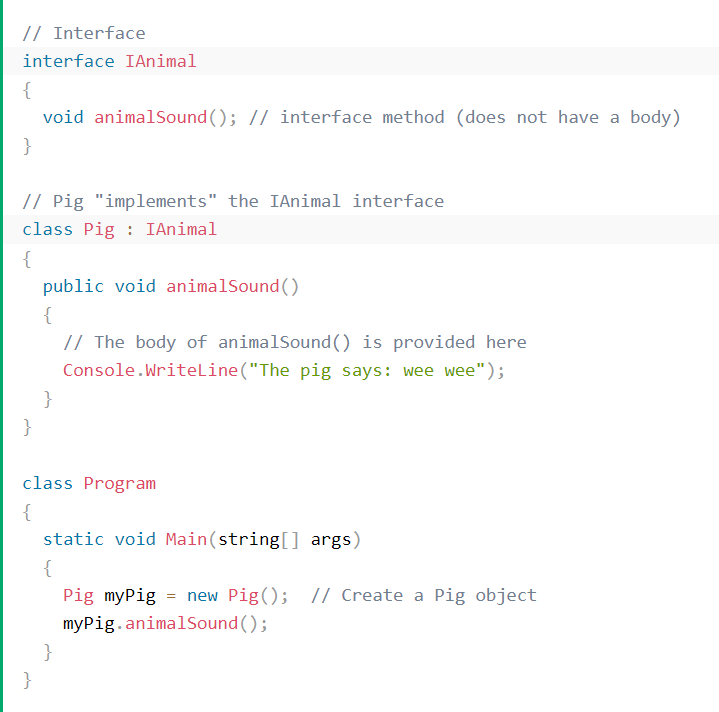 // Interface
interface IAnimal
{
  void animalSound(); // interface method (does not have a body)
}

// Pig "implements" the IAnimal interface
class Pig : IAnimal
{
  public void animalSound()
  {
    // The body of animalSound() is provided here
    Console.WriteLine("The pig says: wee wee");
  }
}

class Program
{
  static void Main(string[] args)
  {
    Pig myPig = new Pig();  // Create a Pig object
    myPig.animalSound();
  }
}